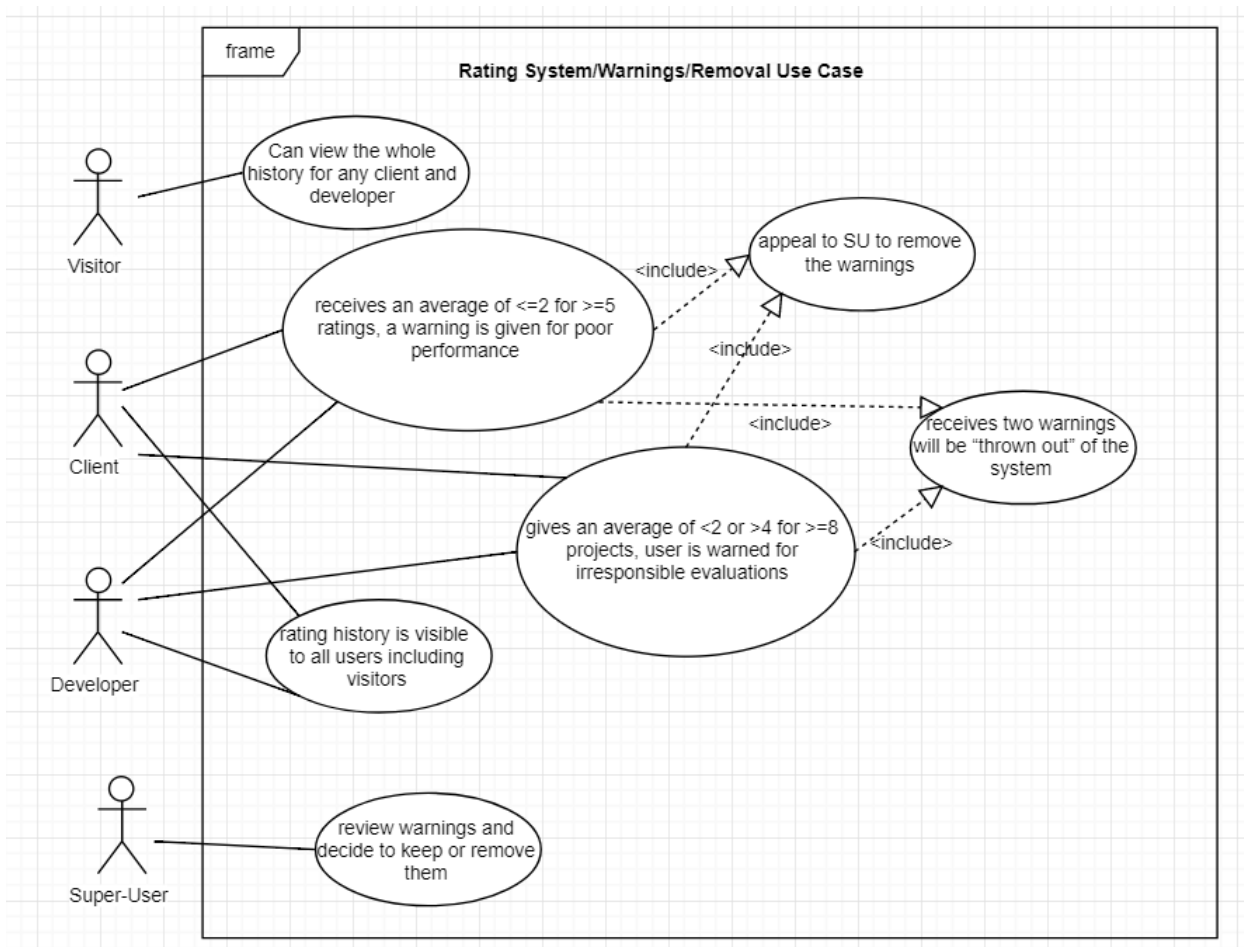 frame
Rating System/Warnings/Removal Use Case
Can view the whole
history for any client and
developer
Visitor
appeal to SU to remove
the warnings
<include>
receives an average of <=2 for >=5
ratings, a warning is given for poor
performance
<include>
Client
<include>
receives two warnings
will be “thrown out” of the
system
gives an average of <2 or >4 for >=8
projects, user is warned for
irresponsible evaluations
<include>
Developer
rating history is visible
to all users including
visitors
Super-User
review warnings and
decide to keep or remove
them